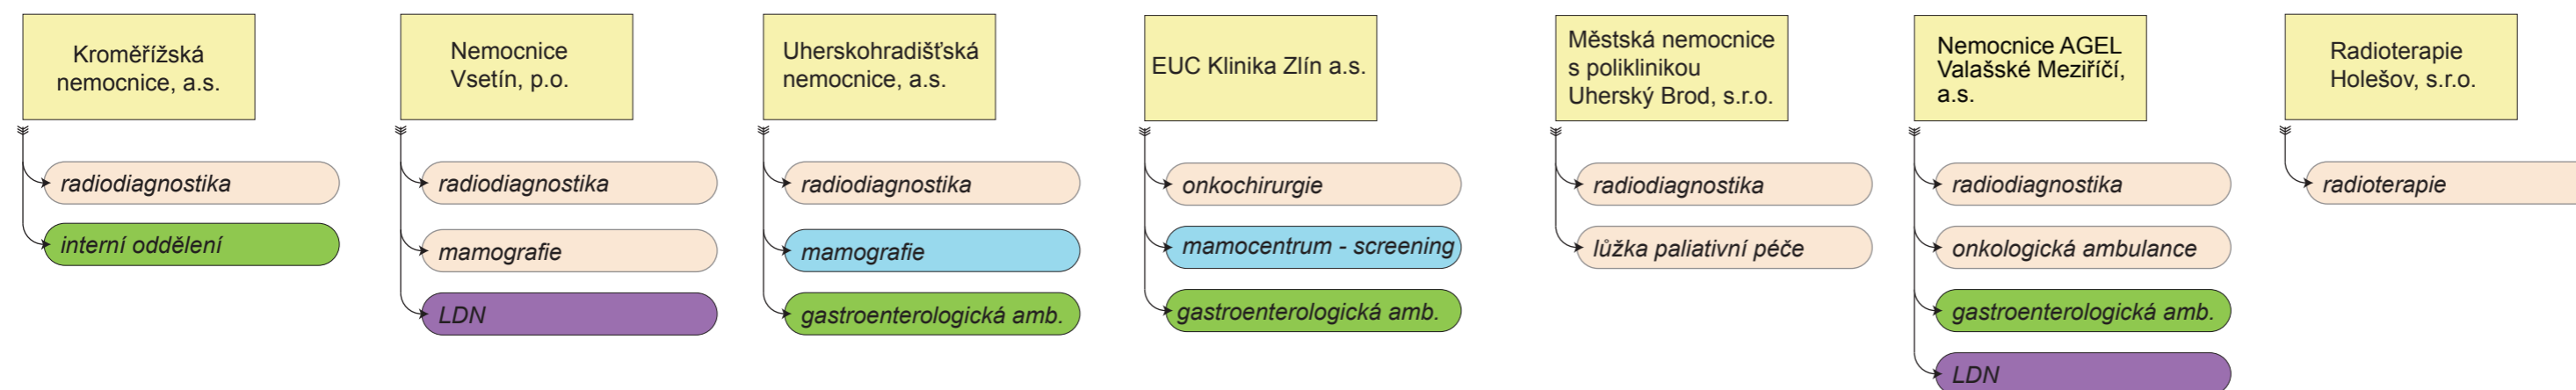 Kroměřížská
nemocnice, a.s.
radiodiagnostika
interní oddělení
Nemocnice
Vsetín, p.o.
radiodiagnostika
mamografie
LDN
Uherskohradišťská
nemocnice, a.s.
radiodiagnostika
mamografie
gastroenterologická amb.
EUC Klinika Zlín a.s.
onkochirurgie
mamocentrum - screening
gastroenterologická amb.
Městská nemocnice
s poliklinikou
Uherský Brod, s.r.o.
radiodiagnostika
lůžka paliativní péče
Nemocnice AGEL
Valašské Meziříčí,
a.s.
radiodiagnostika
onkologická ambulance
gastroenterologická amb.
LDN
Radioterapie
Holešov, s.r.o.
radioterapie